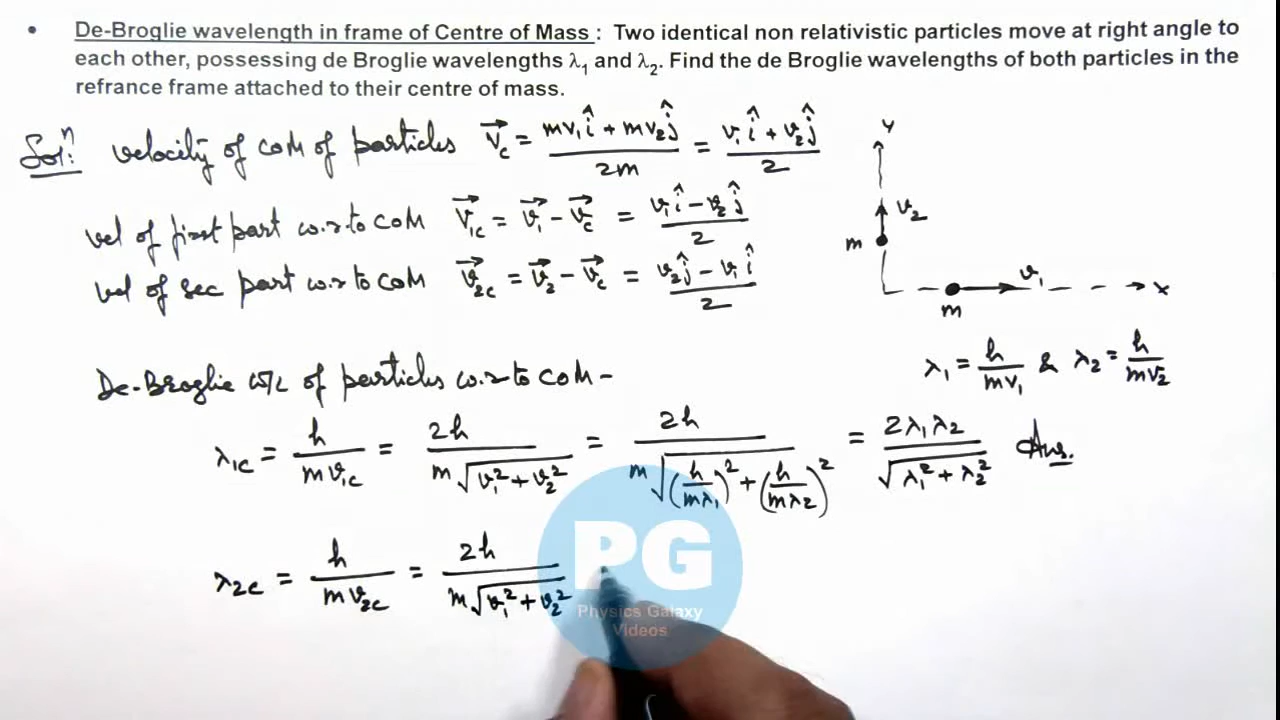 • De-Broglie wavelength in frame of Centre of Mass : Two identical non relativistic particles move at right angle to
each other, possessing de Broglie wavelengths λ₁ and λ₂. Find the de Broglie wavelengths of both particles in the
refrance frame attached to their centre of mass.
Solⁿ: velocity of COM of particles V⃗c = (mv₁î + mv₂ĵ)/2m = (v₁î + v₂ĵ)/2
vel of first part w.r.to COM V⃗₁c = v⃗₁ − v⃗c = (v₁î − v₂ĵ)/2
vel of sec part w.r.to COM v⃗₂c = v⃗₂ − v⃗c = (v₂ĵ − v₁î)/2
y
v₂
m
v₁
x
m
λ₁ = h/mv₁ & λ₂ = h/mv₂
De-Broglie w/l of particles w.r.to COM –
λ₁c = h/mv₁c = 2h/m√(v₁² + v₂²) = 2h/m√((h/mλ₁)² + (h/mλ₂)²) = 2λ₁λ₂/√(λ₁² + λ₂²) Ans.
λ₂c = h/mv₂c = 2h/m√(v₁² + v₂²)
PG
Physics Galaxy
Videos